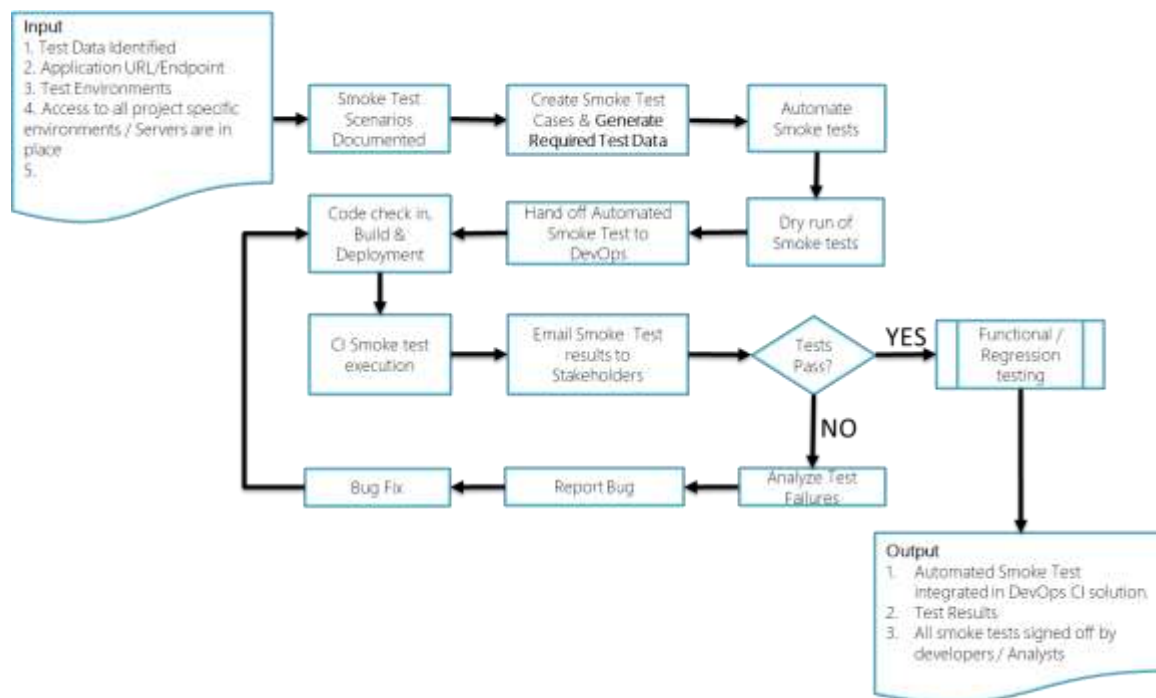 Input
1. Test Data Identified
2. Application URL/Endpoint
3. Test Environments
4. Access to all project specific
environments / Servers are in
place
5.
Smoke Test
Scenarios
Documented
Create Smoke Test
Cases & Generate
Required Test Data
Automate
Smoke tests
Code check in,
Build &
Deployment
Hand off Automated
Smoke Test to
DevOps
Dry run of
Smoke tests
CI Smoke test
execution
Email Smoke Test
results to
Stakeholders
Tests
Pass?
YES
Functional /
Regression
testing
NO
Bug Fix
Report Bug
Analyze Test
Failures
Output
1. Automated Smoke Test
integrated in DevOps CI solution.
2. Test Results
3. All smoke tests signed off by
developers / Analysts